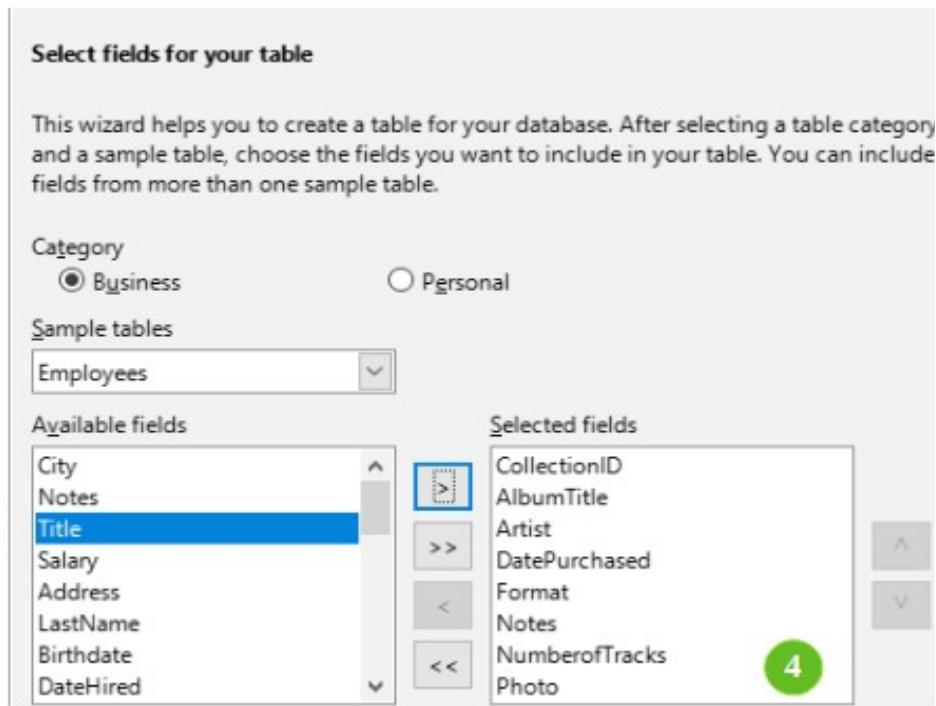 Select fields for your table
This wizard helps you to create a table for your database. After selecting a table category
and a sample table, choose the fields you want to include in your table. You can include
fields from more than one sample table.
Category
Business Personal
Sample tables
Employees
Available fields Selected fields
City CollectionID
Notes > AlbumTitle
Title Artist
Salary >> DatePurchased
Address Format
LastName < Notes
Birthdate NumberofTracks
DateHired << Photo
4